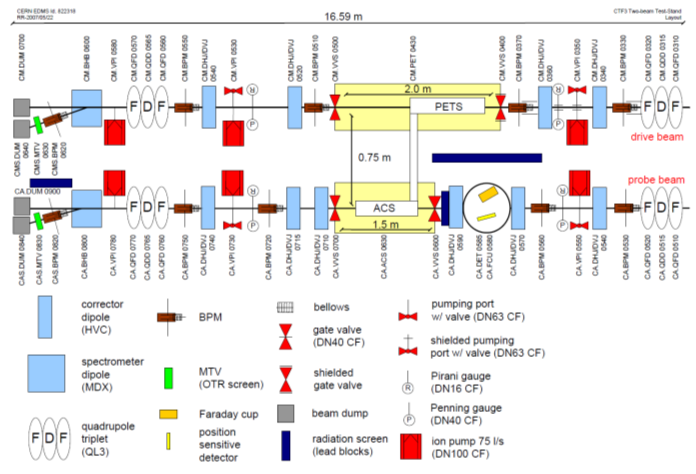 CERN EDMS Id. 822318
RR-2007/05/22
16.59 m
CTF3 Two-beam Test-Stand
Layout
CM.DUM 0700
CM.BHB 0600
CM.VPI 0580
CM.QFD 0570
CM.QDD 0565
CM.QFD 0560
CM.BPM 0550
CM.DHJ/DVJ
0540
CM.VPI 0530
CM.DHJ/DVJ
0520
CM.BPM 0510
CM.VVS 0500
CM.PET 0430
CM.VVS 0400
CM.BPM 0370
CM.DHJ/DVJ
0360
CM.VPI 0350
CM.DHJ/DVJ
0340
CM.BPM 0330
CM.QFD 0320
CM.QDD 0315
CM.QFD 0310
R
2.0 m
PETS
R
F D F
F D F
P
P
drive beam
CMS.DUM
0640
CMS.MTV
0630
CMS.BPM
0620
0.75 m
CA.DUM 0900
probe beam
R
R
F D F
ACS
F D F
P
1.5 m
P
CAS.DUM 0840
CAS.MTV 0830
CAS.BPM 0820
CA.BHB 0800
CA.VPI 0780
CA.QFD 0770
CA.QDD 0765
CA.QFD 0760
CA.BPM 0750
CA.DHJ/DVJ
0740
CA.VPI 0730
CA.BPM 0720
CA.DHJ/DVJ
0715
CA.DHJ/DVJ
0710
CA.VVS 0700
CA.ACS 0630
CA.VVS 0600
CA.DHJ/DVJ
0590
CA.DET 0585
CA.FCU 0580
CA.DHJ/DVJ
0570
CA.BPM 0560
CA.VPI 0550
CA.DHJ/DVJ
0540
CA.BPM 0530
CA.QFD 0520
CA.QDD 0515
CA.QFD 0510
corrector
dipole
(HVC)
BPM
bellows
gate valve
(DN40 CF)
pumping port
w/ valve (DN63 CF)
shielded pumping
port w/ valve (DN63 CF)
spectrometer
dipole
(MDX)
MTV
(OTR screen)
shielded
gate valve
R
Pirani gauge
(DN16 CF)
Faraday cup
beam dump
P
Penning gauge
(DN40 CF)
F D F
quadrupole
triplet
(QL3)
position
sensitive
detector
radiation screen
(lead blocks)
ion pump 75 l/s
(DN100 CF)